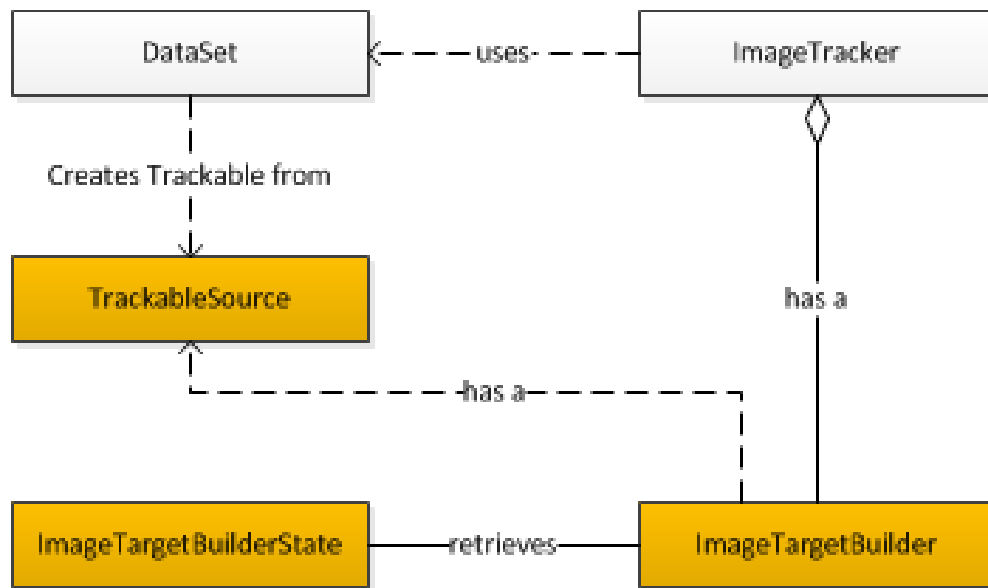 DataSet
uses
ImageTracker
Creates Trackable from
TrackableSource
has a
has a
ImageTargetBuilderState
retrieves
ImageTargetBuilder